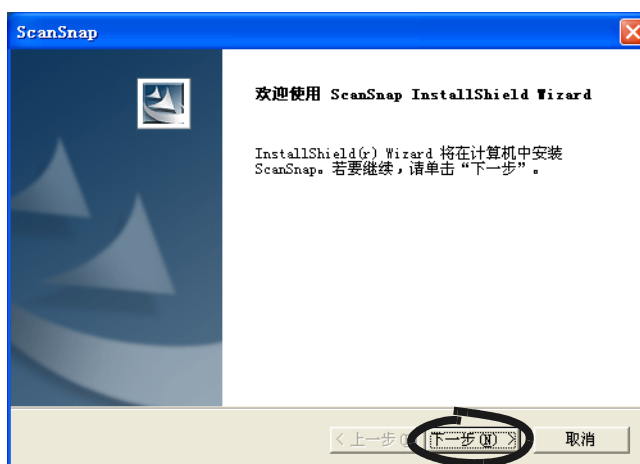 ScanSnap
欢迎使用 ScanSnap InstallShield Wizard
InstallShield(r) Wizard 将在计算机中安装
ScanSnap。若要继续，请单击“下一步”。
< 上一步
下一步(N) >
取消